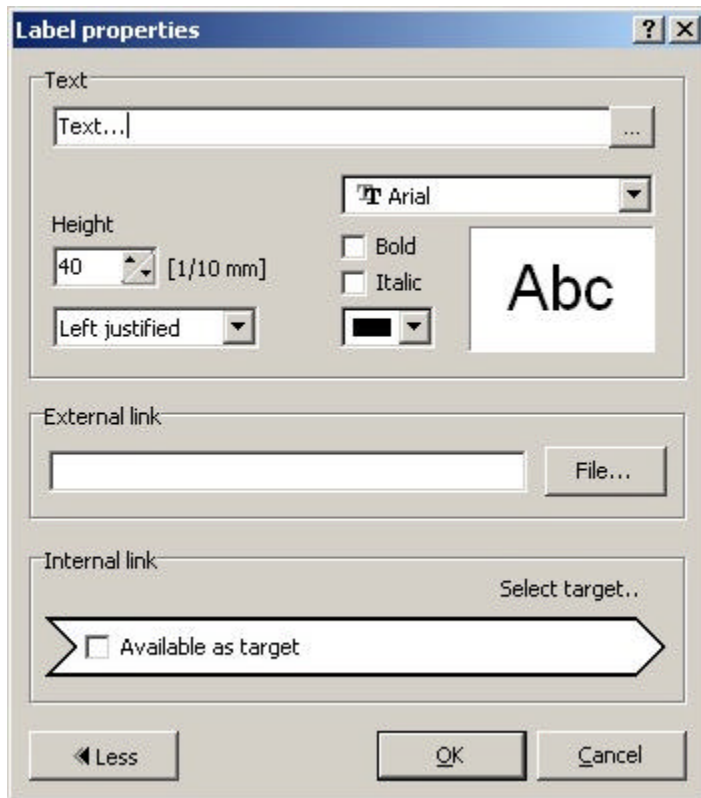 Label properties
Text
Text...
...
Arial
Height
Bold
40 [1/10 mm]
Italic
Abc
Left justified
External link
File...
Internal link
Select target..
Available as target
Less
OK
Cancel